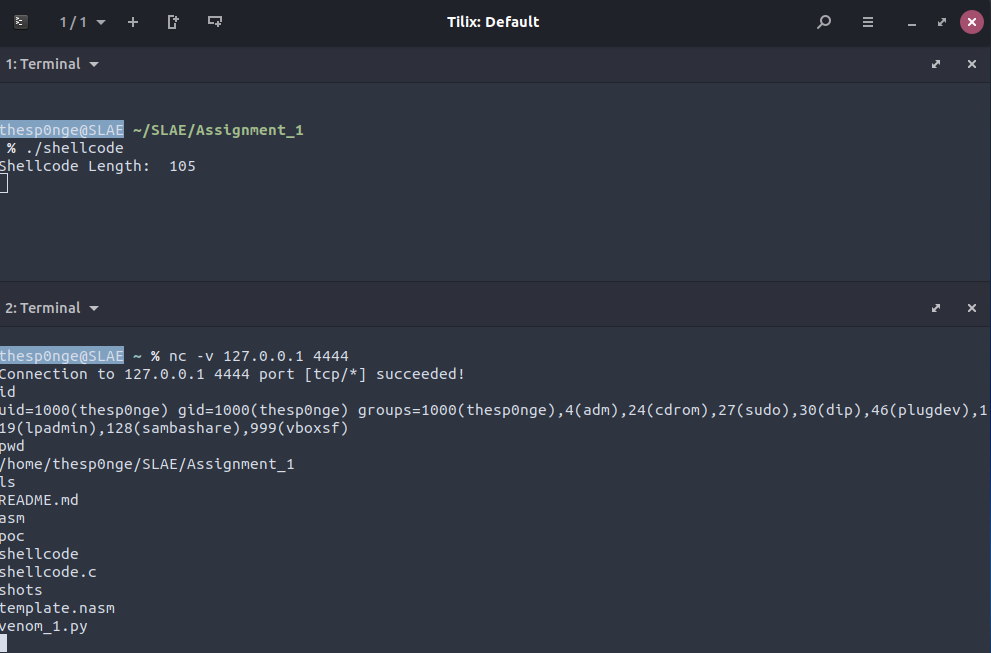 1 / 1
Tilix: Default
1: Terminal
thesp0nge@SLAE ~/SLAE/Assignment_1
% ./shellcode
Shellcode Length:  105
2: Terminal
thesp0nge@SLAE ~ % nc -v 127.0.0.1 4444
Connection to 127.0.0.1 4444 port [tcp/*] succeeded!
id
uid=1000(thesp0nge) gid=1000(thesp0nge) groups=1000(thesp0nge),4(adm),24(cdrom),27(sudo),30(dip),46(plugdev),1
19(lpadmin),128(sambashare),999(vboxsf)
pwd
/home/thesp0nge/SLAE/Assignment_1
ls
README.md
asm
poc
shellcode
shellcode.c
shots
template.nasm
venom_1.py